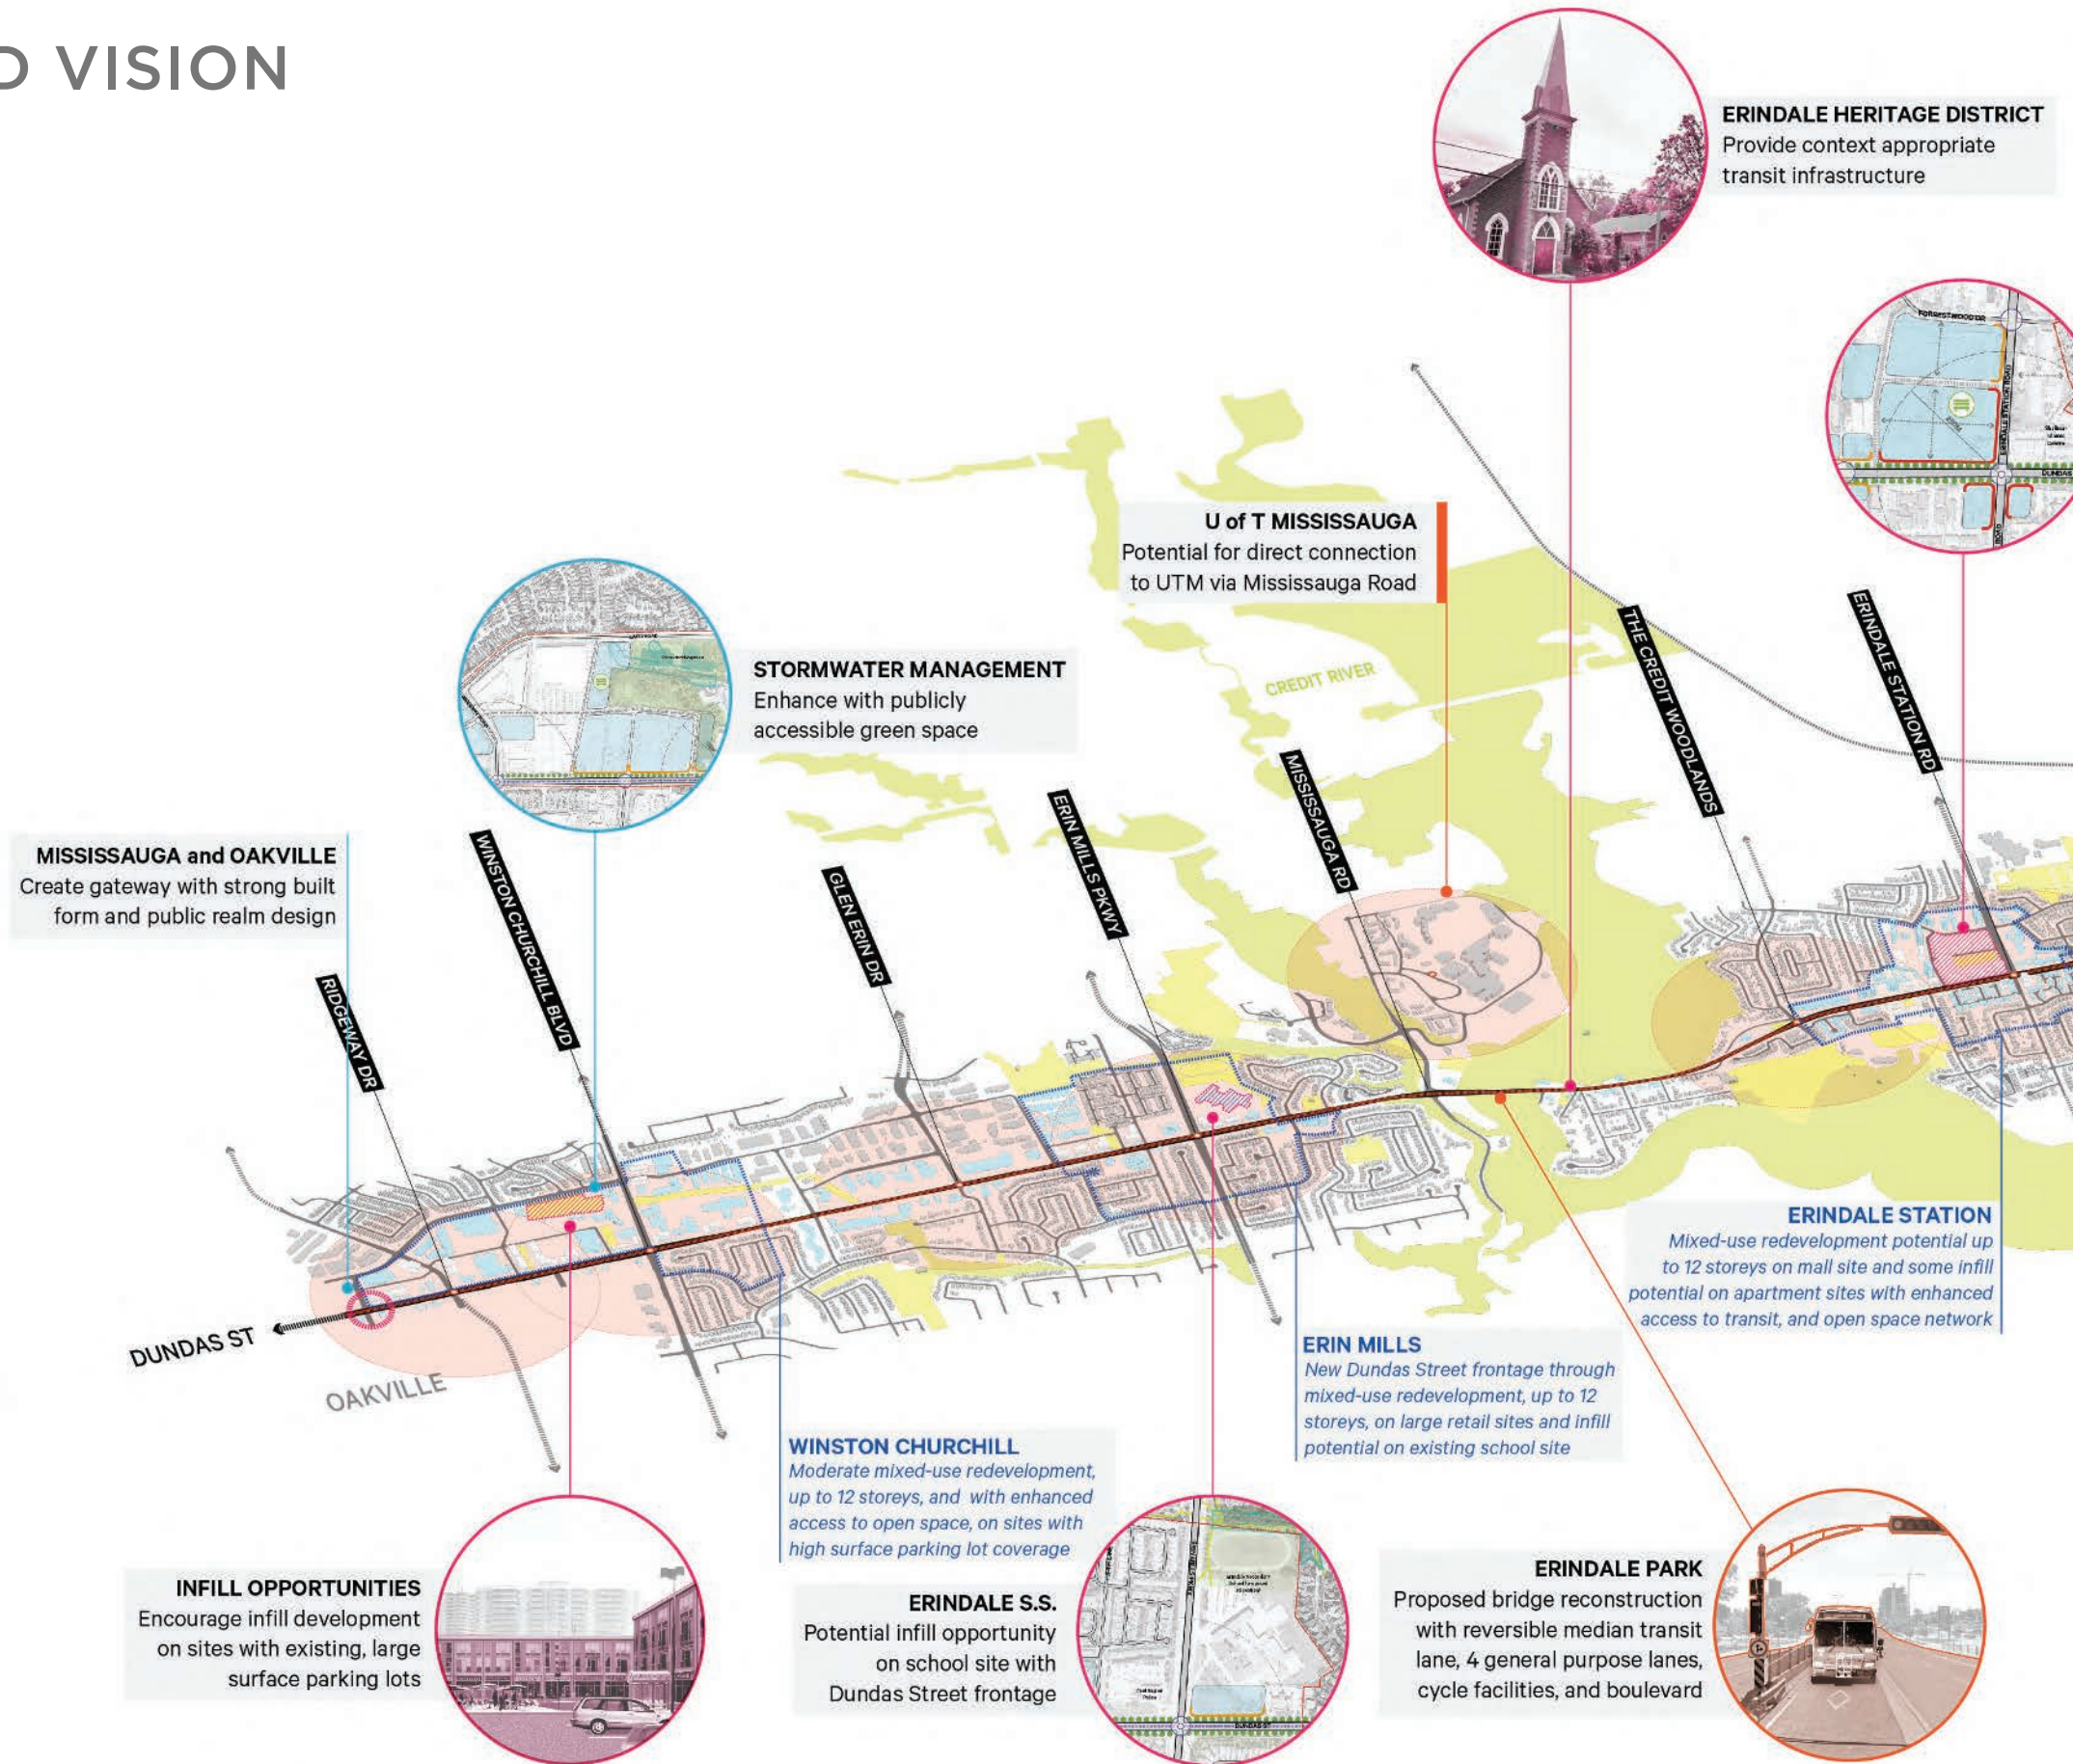 D VISION
ERINDALE HERITAGE DISTRICT
Provide context appropriate
transit infrastructure
FORRESTWOOD DR
ERINDALE STATION ROAD
DUNDAS
ROAD
U of T MISSISSAUGA
Potential for direct connection
to UTM via Mississauga Road
CREDIT RIVER
THE CREDIT WOODLANDS
ERINDALE STATION RD
STORMWATER MANAGEMENT
Enhance with publicly
accessible green space
MISSISSAUGA RD
ERIN MILLS PKWY
MISSISSAUGA and OAKVILLE
Create gateway with strong built
form and public realm design
WINSTON CHURCHILL BLVD
GLEN ERIN DR
RIDGEWAY DR
DUNDAS ST
OAKVILLE
ERINDALE STATION
Mixed-use redevelopment potential up
to 12 storeys on mall site and some infill
potential on apartment sites with enhanced
access to transit, and open space network
ERIN MILLS
New Dundas Street frontage through
mixed-use redevelopment, up to 12
storeys, on large retail sites and infill
potential on existing school site
WINSTON CHURCHILL
Moderate mixed-use redevelopment,
up to 12 storeys, and with enhanced
access to open space, on sites with
high surface parking lot coverage
INFILL OPPORTUNITIES
Encourage infill development
on sites with existing, large
surface parking lots
ERINDALE S.S.
Potential infill opportunity
on school site with
Dundas Street frontage
DUNDAS ST
ERINDALE PARK
Proposed bridge reconstruction
with reversible median transit
lane, 4 general purpose lanes,
cycle facilities, and boulevard